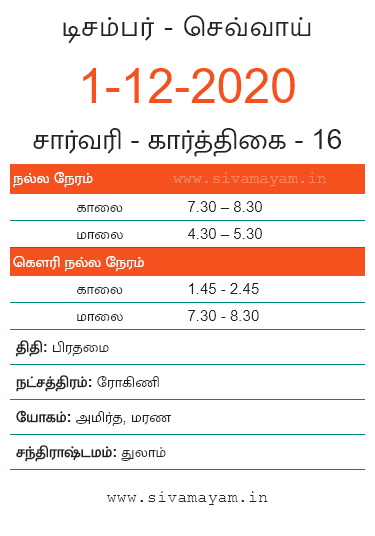 டிசம்பர் - செவ்வாய்
1-12-2020
சார்வரி - கார்த்திகை - 16
நல்ல நேரம் www.sivamayam.in
காலை 7.30 – 8.30
மாலை 4.30 – 5.30
கௌரி நல்ல நேரம்
காலை 1.45 - 2.45
மாலை 7.30 - 8.30
திதி: பிரதமை
நட்சத்திரம்: ரோகிணி
யோகம்: அமிர்த, மரண
சந்திராஷ்டமம்: துலாம்
www.sivamayam.in